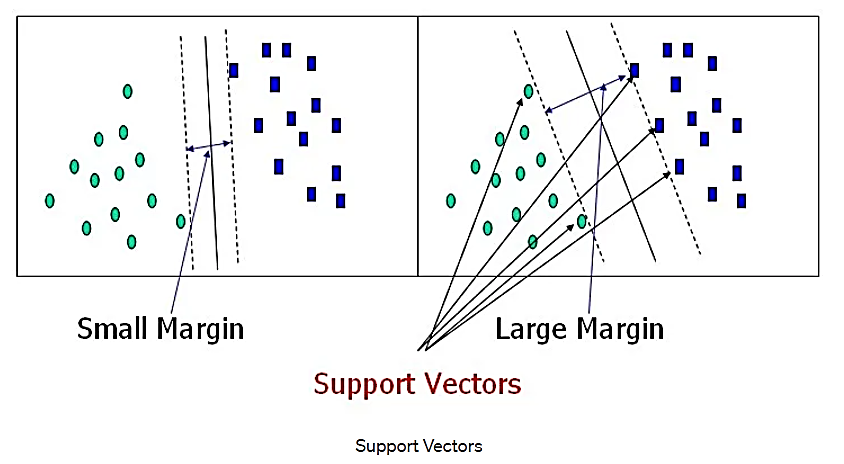 Small Margin
Large Margin
Support Vectors
Support Vectors